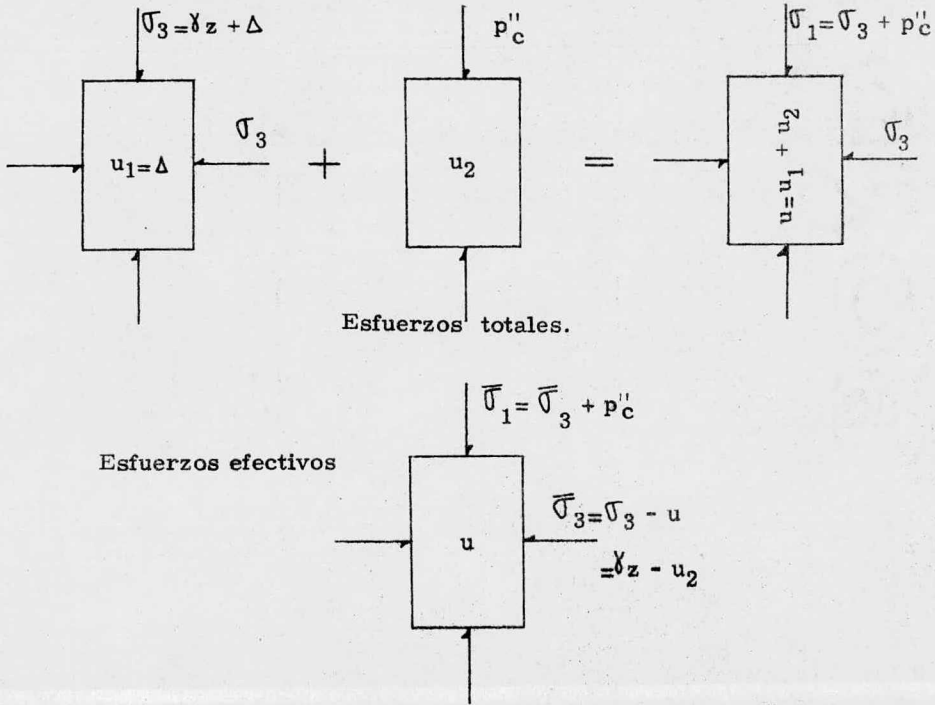 σ₃=γz + Δ
p"c
σ₁=σ₃ + p"c
u₁=Δ
σ₃
+
u₂
=
u=u₁ + u₂
σ₃
Esfuerzos totales.
σ̅₁=σ̅₃ + p"c
Esfuerzos efectivos
u
σ̅₃=σ₃ - u
=γz - u₂